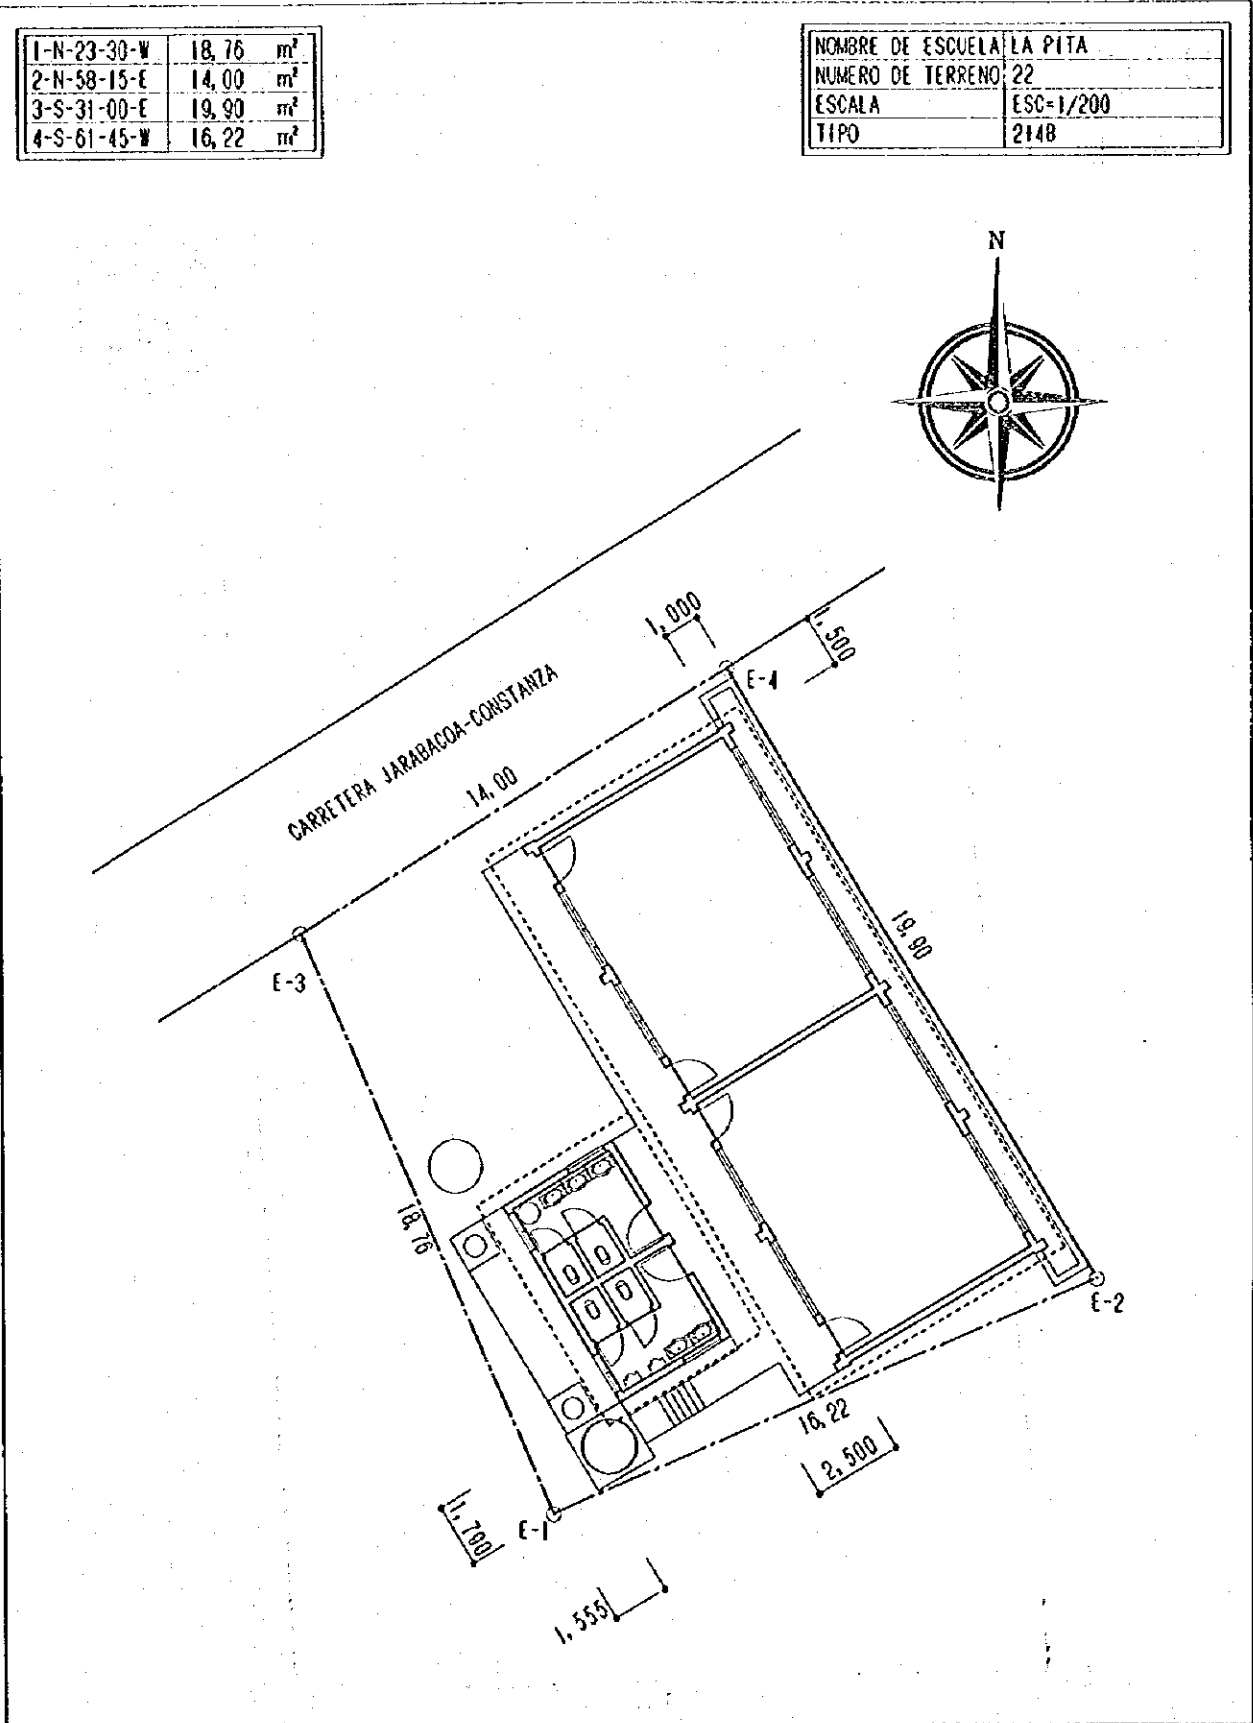 1-N-23-30-W 18,76 m²
2-N-58-15-E 14,00 m²
3-S-31-00-E 19,90 m²
4-S-61-45-W 16,22 m²
NOMBRE DE ESCUELA LA PITA
NUMERO DE TERRENO 22
ESCALA ESC=1/200
TIPO 214B
N
1,000
1,500
E-4
CARRETERA JARABACOA-CONSTANZA
14,00
19,90
E-3
18,76
E-2
16,22
2,500
E-1
1,790
1,555